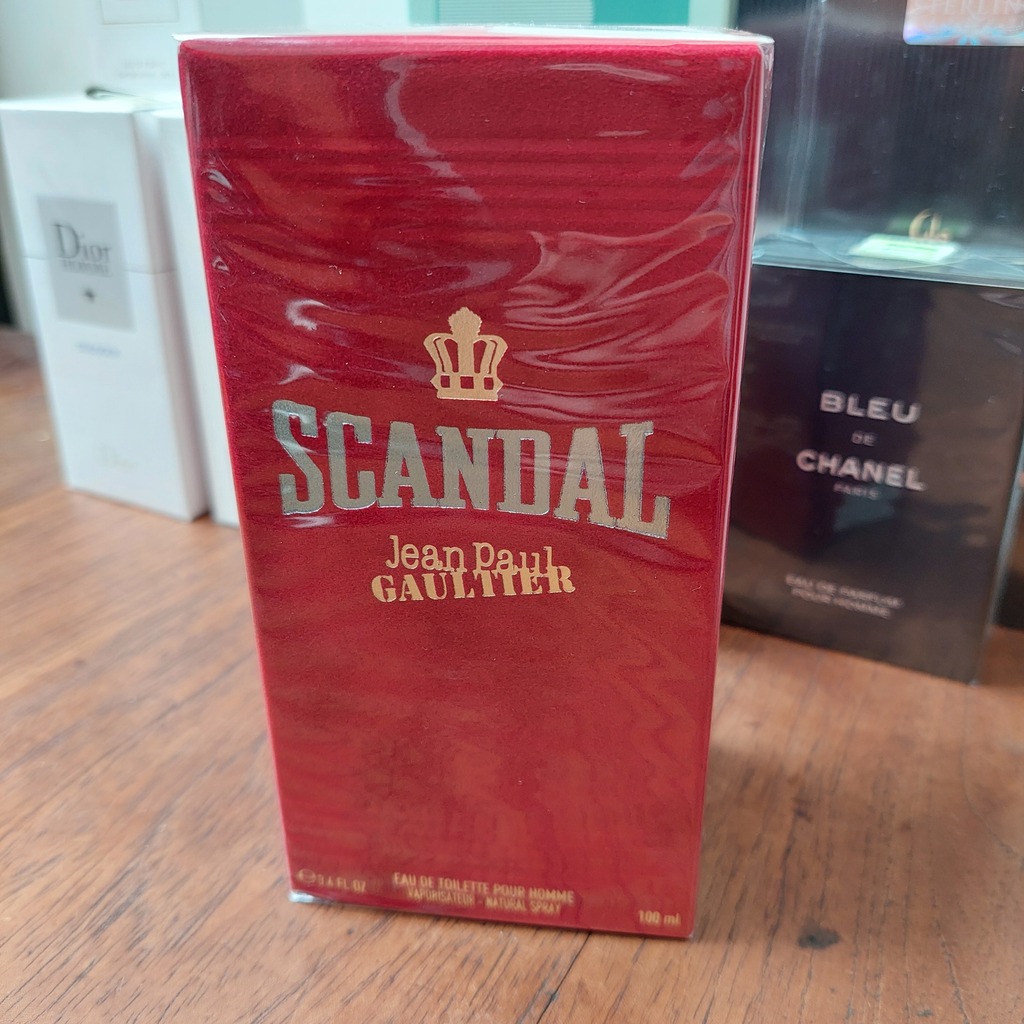 SCANDAL
Jean Paul
GAULTIER
℮ 3.4 FL OZ
EAU DE TOILETTE POUR HOMME
VAPORISATEUR - NATURAL SPRAY
100 ml
Dior
HOMME
BLEU
DE
CHANEL
PARIS
EAU DE PARFUM
POUR HOMME